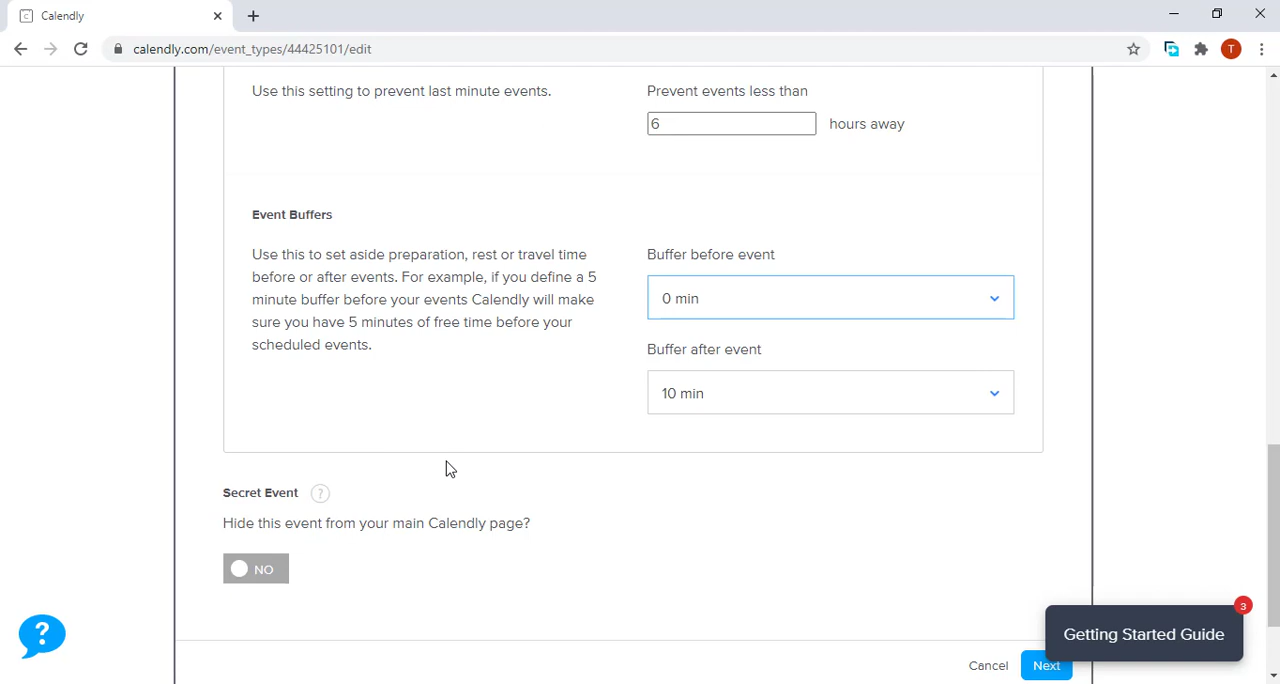 Calendly
calendly.com/event_types/44425101/edit
T
Use this setting to prevent last minute events.
Prevent events less than
6 hours away
Event Buffers
Use this to set aside preparation, rest or travel time
before or after events. For example, if you define a 5
minute buffer before your events Calendly will make
sure you have 5 minutes of free time before your
scheduled events.
Buffer before event
0 min
Buffer after event
10 min
Secret Event ?
Hide this event from your main Calendly page?
NO
3
Getting Started Guide
?
Cancel Next